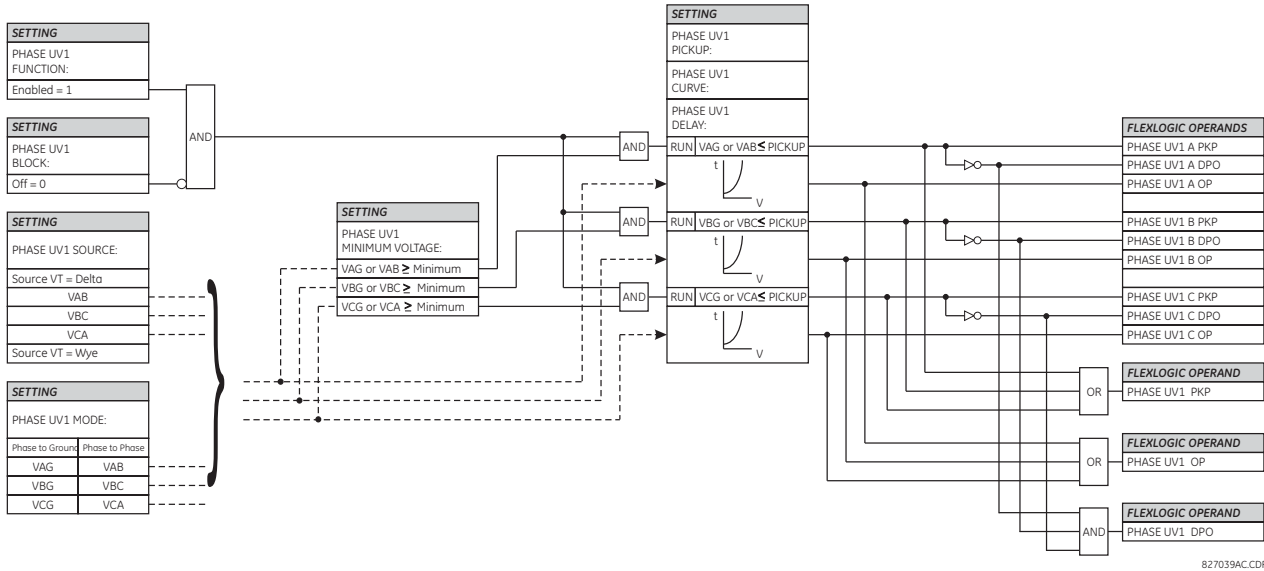 SETTING
PHASE UV1
FUNCTION:
Enabled = 1
SETTING
PHASE UV1
BLOCK:
Off = 0
SETTING
PHASE UV1 SOURCE:
Source VT = Delta
VAB
VBC
VCA
Source VT = Wye
SETTING
PHASE UV1 MODE:
Phase to Ground Phase to Phase
VAG VAB
VBG VBC
VCG VCA
AND
SETTING
PHASE UV1
MINIMUM VOLTAGE:
VAG or VAB ≥ Minimum
VBG or VBC ≥ Minimum
VCG or VCA ≥ Minimum
AND
AND
AND
SETTING
PHASE UV1
PICKUP:
PHASE UV1
CURVE:
PHASE UV1
DELAY:
RUN VAG or VAB ≤ PICKUP
t
V
RUN VBG or VBC ≤ PICKUP
t
V
RUN VCG or VCA ≤ PICKUP
t
V
FLEXLOGIC OPERANDS
PHASE UV1 A PKP
PHASE UV1 A DPO
PHASE UV1 A OP
PHASE UV1 B PKP
PHASE UV1 B DPO
PHASE UV1 B OP
PHASE UV1 C PKP
PHASE UV1 C DPO
PHASE UV1 C OP
OR
FLEXLOGIC OPERAND
PHASE UV1 PKP
OR
FLEXLOGIC OPERAND
PHASE UV1 OP
AND
FLEXLOGIC OPERAND
PHASE UV1 DPO
827039AC.CDR